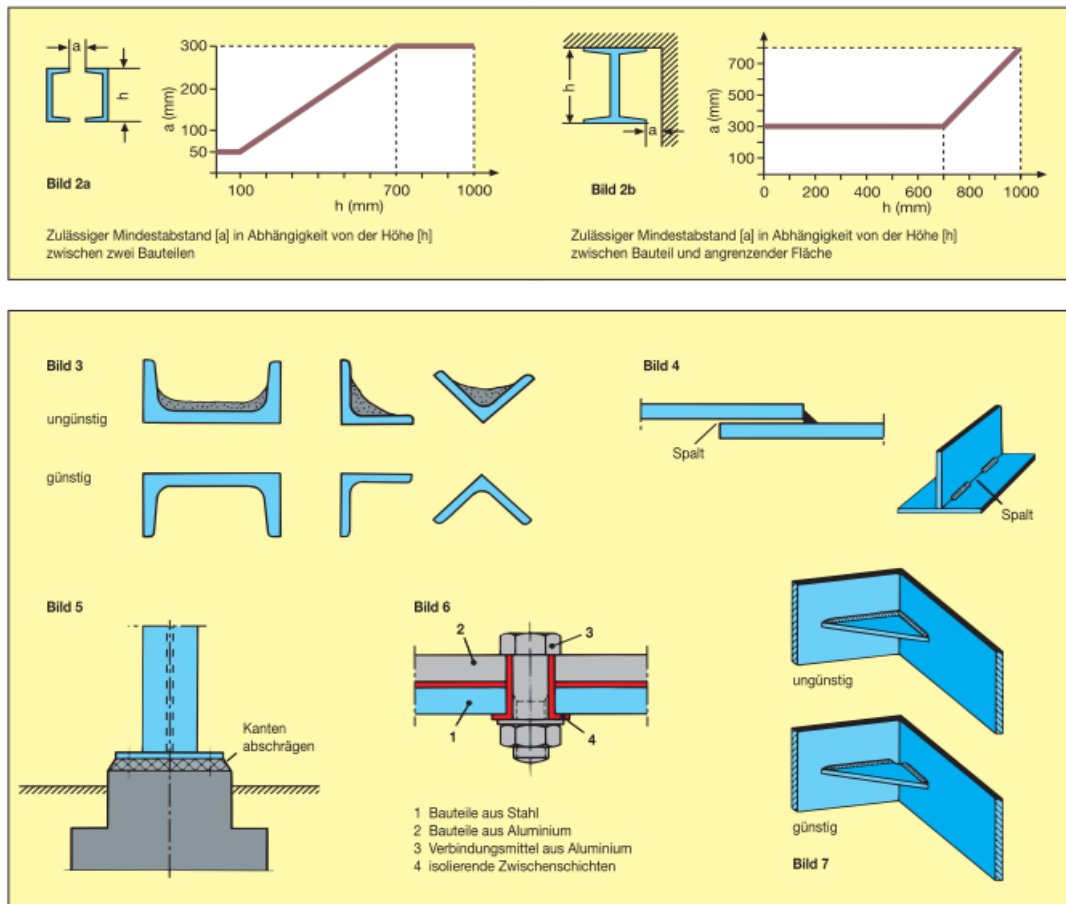 a
h
Bild 2a
a (mm)
300
200
100
50
100
700
1000
h (mm)
Zulässiger Mindestabstand [a] in Abhängigkeit von der Höhe [h]
zwischen zwei Bauteilen
h
a
Bild 2b
a (mm)
700
500
300
100
0
200
400
600
800
1000
h (mm)
Zulässiger Mindestabstand [a] in Abhängigkeit von der Höhe [h]
zwischen Bauteil und angrenzender Fläche
Bild 3
ungünstig
günstig
Bild 4
Spalt
Spalt
Bild 5
Kanten
abschrägen
Bild 6
2
3
1
4
1 Bauteile aus Stahl
2 Bauteile aus Aluminium
3 Verbindungsmittel aus Aluminium
4 isolierende Zwischenschichten
ungünstig
günstig
Bild 7